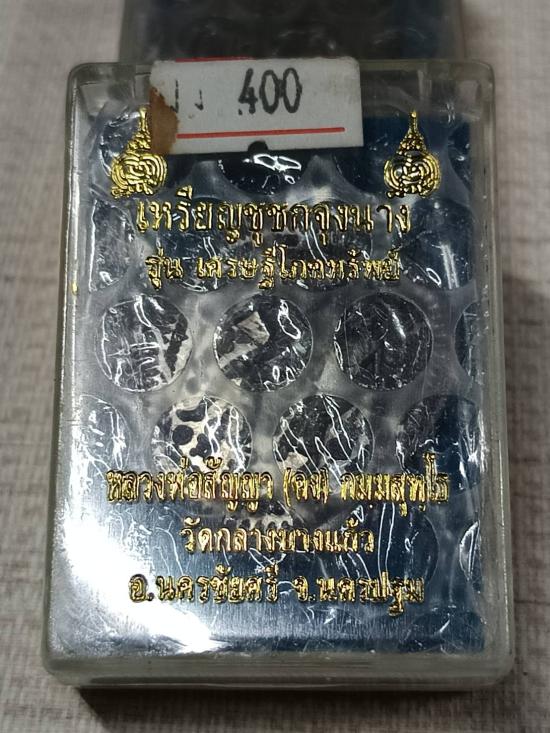 400
เหรียญชูชกจุงนาง
รุ่น เศรษฐีโภคทรัพย์
หลวงพ่อสัญญา (คง) กมฺมสุทฺโธ
วัดกลางบางแก้ว
อ.นครชัยศรี จ.นครปฐม